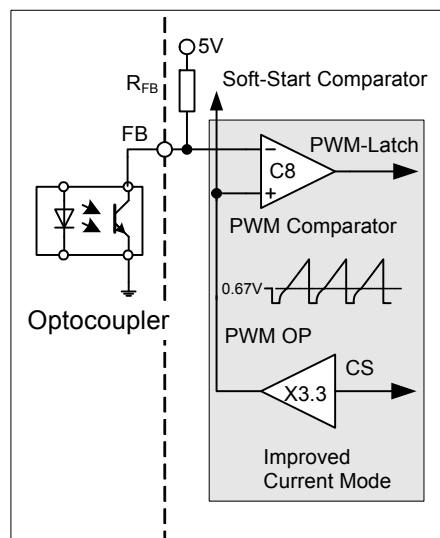 5V
R_FB
Soft-Start Comparator
FB
PWM-Latch
−
C8
+
PWM Comparator
0.67V
Optocoupler
PWM OP
CS
X3.3
Improved
Current Mode